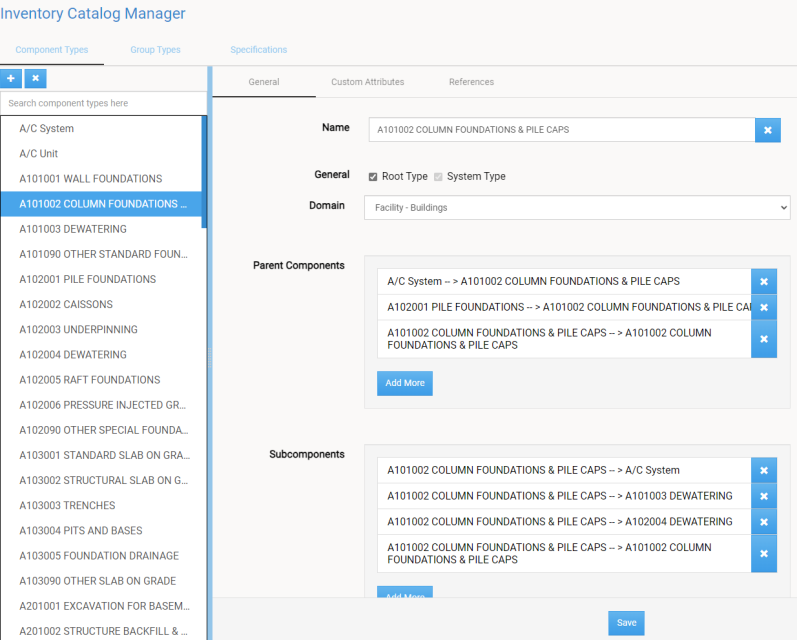 Inventory Catalog Manager
Component Types
Group Types
Specifications
Search component types here
A/C System
A/C Unit
A101001 WALL FOUNDATIONS
A101002 COLUMN FOUNDATIONS ...
A101003 DEWATERING
A101090 OTHER STANDARD FOUN...
A102001 PILE FOUNDATIONS
A102002 CAISSONS
A102003 UNDERPINNING
A102004 DEWATERING
A102005 RAFT FOUNDATIONS
A102006 PRESSURE INJECTED GR...
A102090 OTHER SPECIAL FOUNDA...
A103001 STANDARD SLAB ON GRA...
A103002 STRUCTURAL SLAB ON G...
A103003 TRENCHES
A103004 PITS AND BASES
A103005 FOUNDATION DRAINAGE
A103090 OTHER SLAB ON GRADE
A201001 EXCAVATION FOR BASEM...
A201002 STRUCTURE BACKFILL & ...
General
Custom Attributes
References
Name
A101002 COLUMN FOUNDATIONS & PILE CAPS
General
Root Type
System Type
Domain
Facility - Buildings
Parent Components
A/C System -- > A101002 COLUMN FOUNDATIONS & PILE CAPS
A102001 PILE FOUNDATIONS -- > A101002 COLUMN FOUNDATIONS & PILE CAP
A101002 COLUMN FOUNDATIONS & PILE CAPS -- > A101002 COLUMN
FOUNDATIONS & PILE CAPS
Add More
Subcomponents
A101002 COLUMN FOUNDATIONS & PILE CAPS -- > A/C System
A101002 COLUMN FOUNDATIONS & PILE CAPS -- > A101003 DEWATERING
A101002 COLUMN FOUNDATIONS & PILE CAPS -- > A102004 DEWATERING
A101002 COLUMN FOUNDATIONS & PILE CAPS -- > A101002 COLUMN
FOUNDATIONS & PILE CAPS
Add More
Save